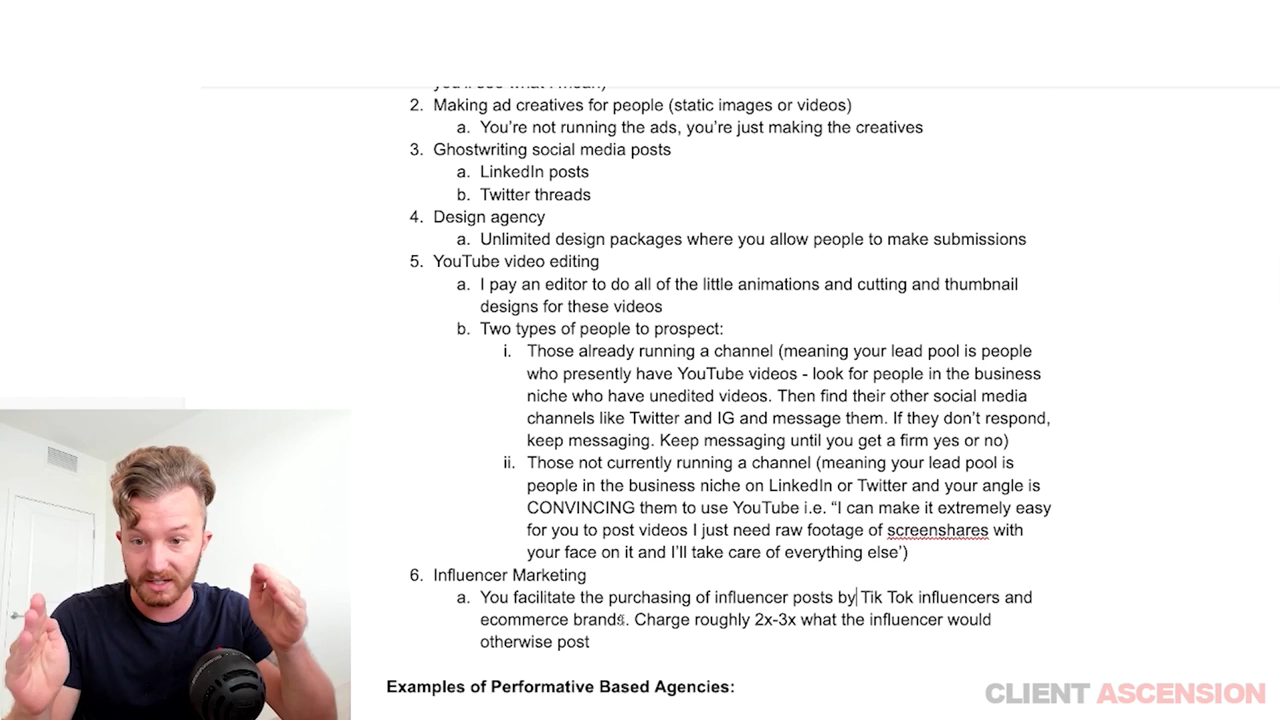 you'll see what I mean)
2. Making ad creatives for people (static images or videos)
a. You're not running the ads, you're just making the creatives
3. Ghostwriting social media posts
a. LinkedIn posts
b. Twitter threads
4. Design agency
a. Unlimited design packages where you allow people to make submissions
5. YouTube video editing
a. I pay an editor to do all of the little animations and cutting and thumbnail
designs for these videos
b. Two types of people to prospect:
i. Those already running a channel (meaning your lead pool is people
who presently have YouTube videos - look for people in the business
niche who have unedited videos. Then find their other social media
channels like Twitter and IG and message them. If they don't respond,
keep messaging. Keep messaging until you get a firm yes or no)
ii. Those not currently running a channel (meaning your lead pool is
people in the business niche on LinkedIn or Twitter and your angle is
CONVINCING them to use YouTube i.e. "I can make it extremely easy
for you to post videos I just need raw footage of screenshares with
your face on it and I'll take care of everything else')
6. Influencer Marketing
a. You facilitate the purchasing of influencer posts by Tik Tok influencers and
ecommerce brands. Charge roughly 2x-3x what the influencer would
otherwise post
Examples of Performative Based Agencies:
CLIENT ASCENSION